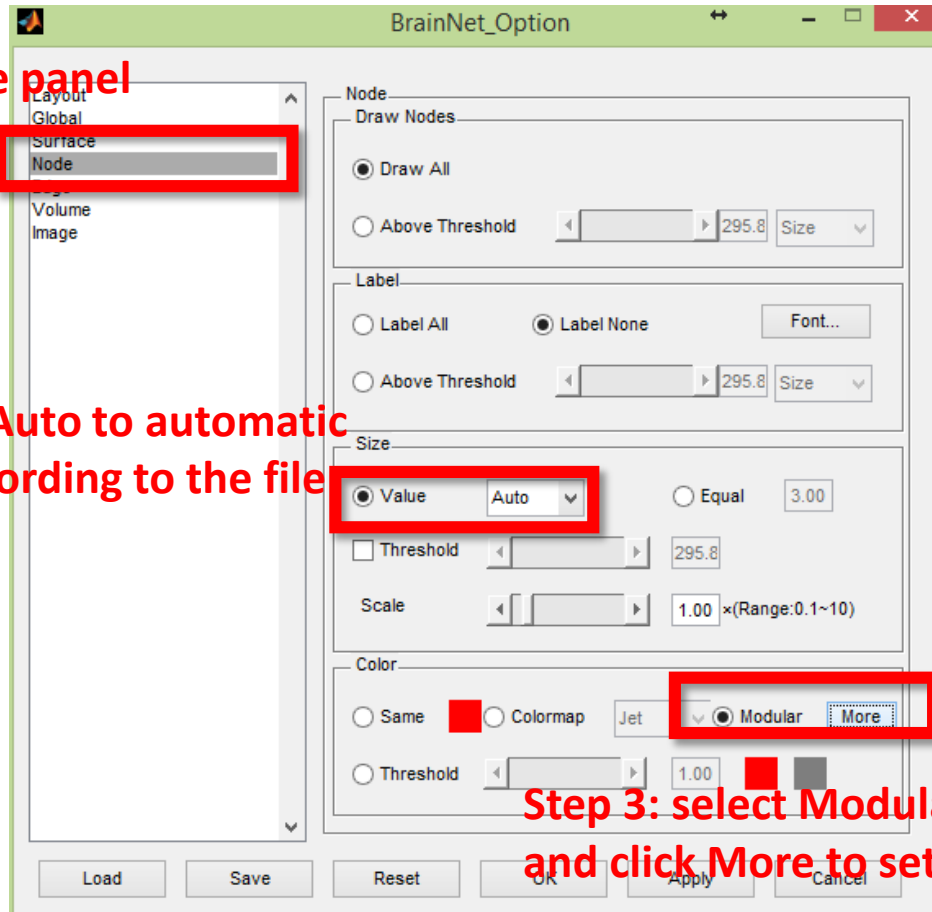 BrainNet_Option
e panel
Layout
Global
Surface
Node
Volume
Image
Node
Draw Nodes
Draw All
Above Threshold 295.8 Size
Label
Label All Label None Font...
Above Threshold 295.8 Size
Auto to automatic
ording to the file
Size
Value Auto Equal 3.00
Threshold 295.8
Scale 1.00 ×(Range:0.1~10)
Color
Same Colormap Jet Modular More
Threshold 1.00
Step 3: select Modula
and click More to set
Load Save Reset OK Apply Cancel